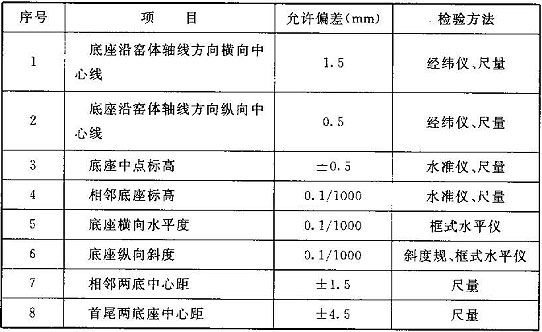 序号 项 目 允许偏差(mm) 检验方法
1 底座沿窑体轴线方向横向中心线 1.5 经纬仪、尺量
2 底座沿窑体轴线方向纵向中心线 0.5 经纬仪、尺量
3 底座中点标高 ±0.5 水准仪、尺量
4 相邻底座标高 0.1/1000 水准仪、尺量
5 底座横向水平度 0.1/1000 框式水平仪
6 底座纵向斜度 0.1/1000 斜度规、框式水平仪
7 相邻两底中心距 ±1.5 尺量
8 首尾两底座中心距 ±4.5 尺量